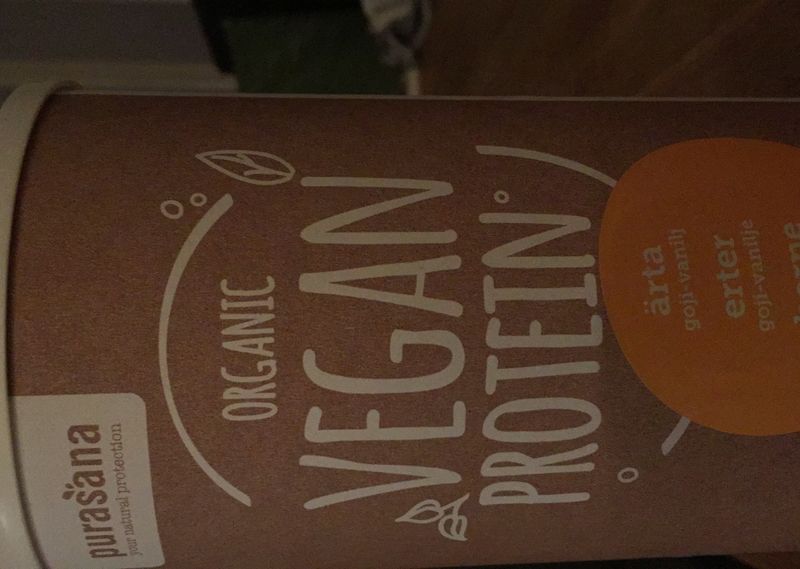 purasana
your natural protection
ORGANIC
VEGAN
PROTEIN
ärta
goji-vanilj
erter
goji-vanilje